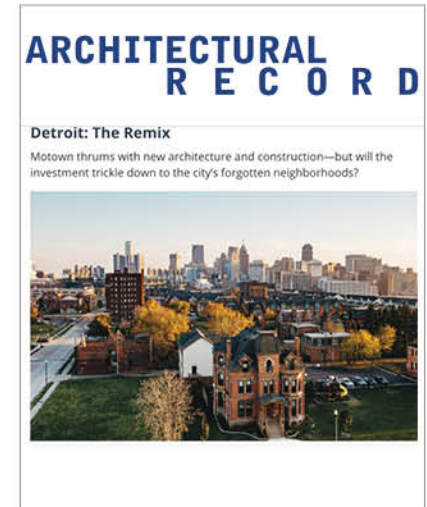 ARCHITECTURAL
RECORD
Detroit: The Remix
Motown thrums with new architecture and construction—but will the
investment trickle down to the city's forgotten neighborhoods?